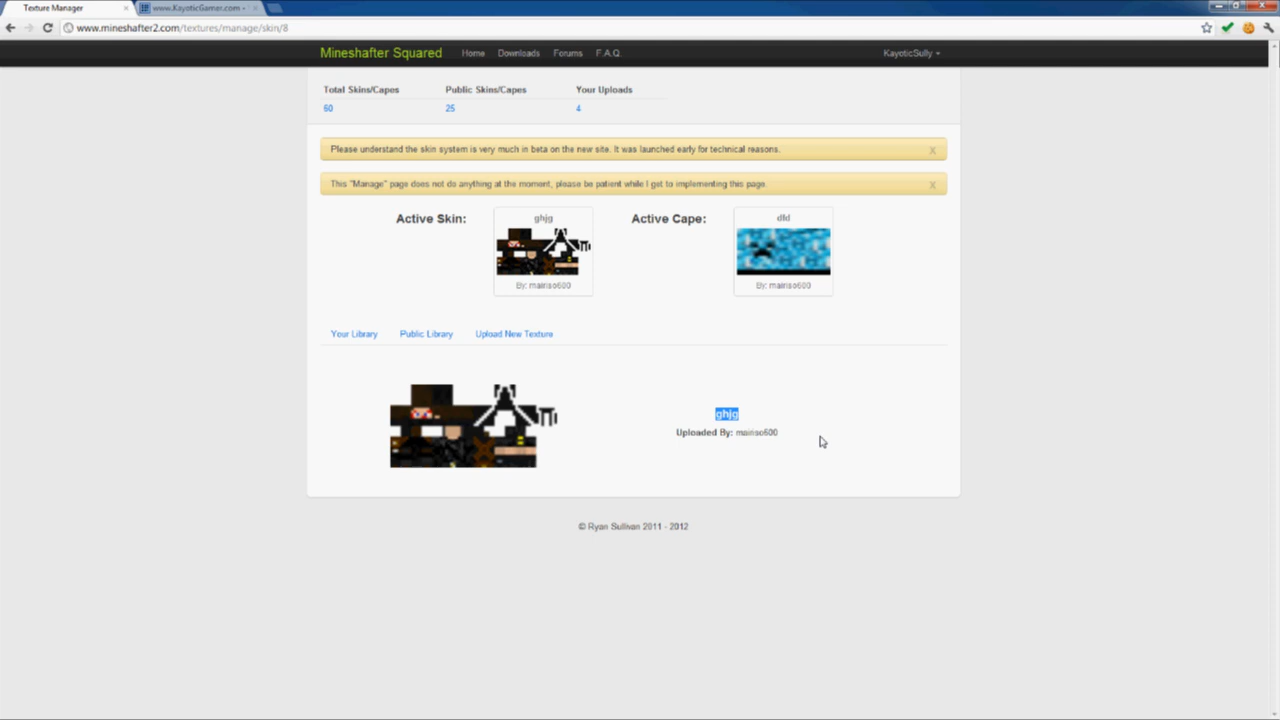 Texture Manager
www.KayoticGamer.com -
www.mineshafter2.com/textures/manage/skin/8
Mineshafter Squared Home Downloads Forums F.A.Q. KayoticSully
Total Skins/Capes Public Skins/Capes Your Uploads
60 25 4
Please understand the skin system is very much in beta on the new site. It was launched early for technical reasons. x
This "Manage" page does not do anything at the moment, please be patient while I get to implementing this page. x
Active Skin: ghjg Active Cape: dfd
By: mairiso600 By: mairiso600
Your Library Public Library Upload New Texture
ghjg
Uploaded By: mairiso600
© Ryan Sullivan 2011 - 2012